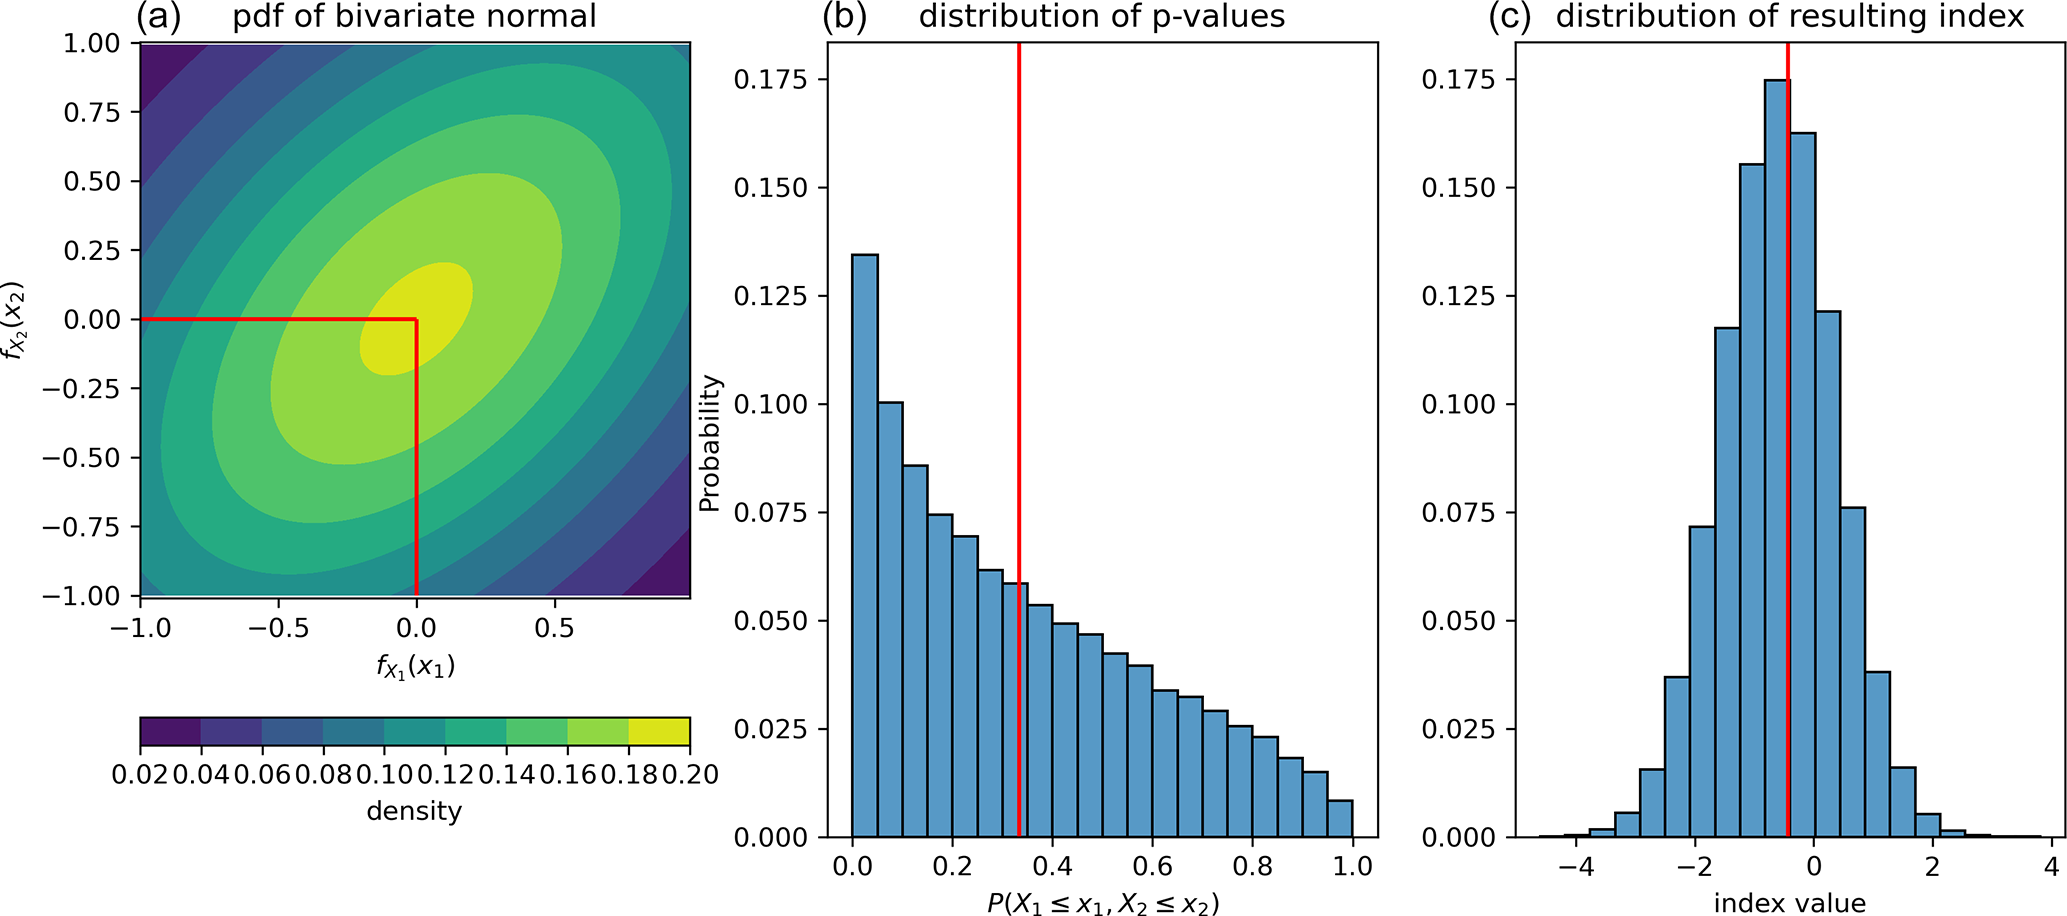 (a) pdf of bivariate normal
1.00
0.75
0.50
0.25
0.00
−0.25
−0.50
−0.75
−1.00
fX2(x2)
−1.0 −0.5 0.0 0.5
fX1(x1)
0.02 0.04 0.06 0.08 0.10 0.12 0.14 0.16 0.18 0.20
density
(b) distribution of p-values
0.175
0.150
0.125
0.100
0.075
0.050
0.025
0.000
Probability
0.0 0.2 0.4 0.6 0.8 1.0
P(X1 ≤ x1, X2 ≤ x2)
(c) distribution of resulting index
0.175
0.150
0.125
0.100
0.075
0.050
0.025
0.000
−4 −2 0 2 4
index value